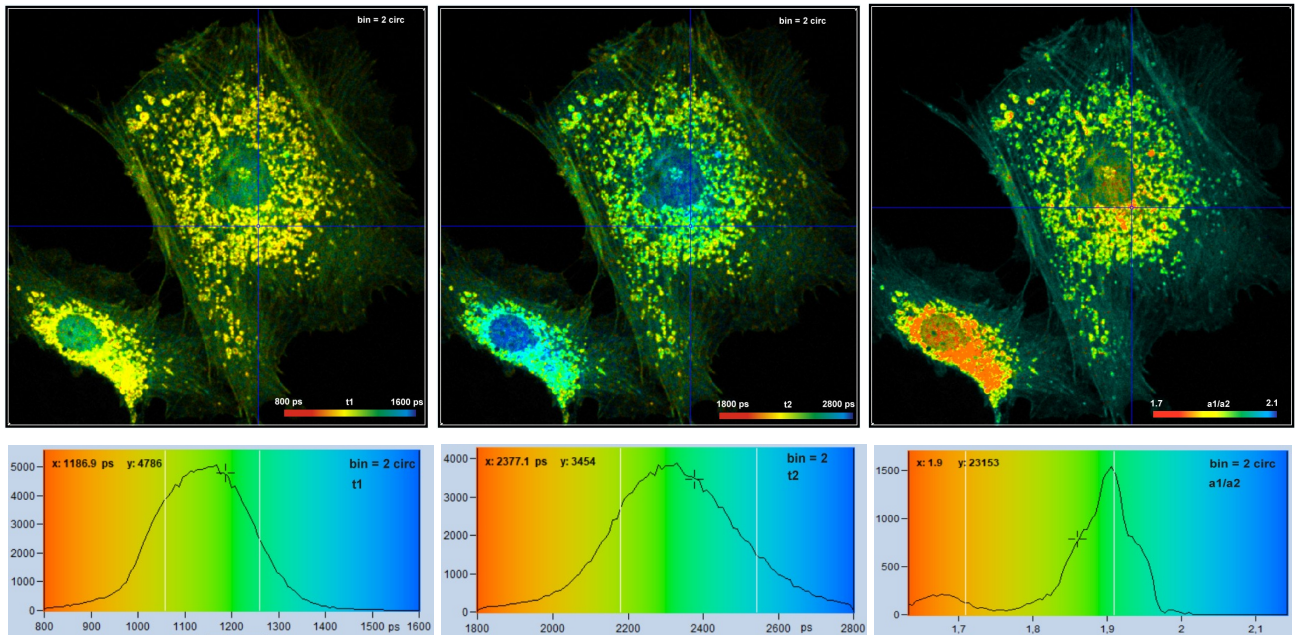 bin = 2 circ
bin = 2 circ
800 ps t1 1600 ps
1800 ps t2 2800 ps
1.7 a1/a2 2.1
x: 1186.9 ps y: 4786 bin = 2 circ
t1
5000
4000
3000
2000
1000
0
800 900 1000 1100 1200 1300 1400 1500 ps 1600
x: 2377.1 ps y: 3454 bin = 2
t2
4000
3000
2000
1000
0
1800 2000 2200 2400 2600 ps 2800
x: 1.9 y: 23153 bin = 2 circ
a1/a2
1500
1000
500
0
1,7 1,8 1,9 2 2,1